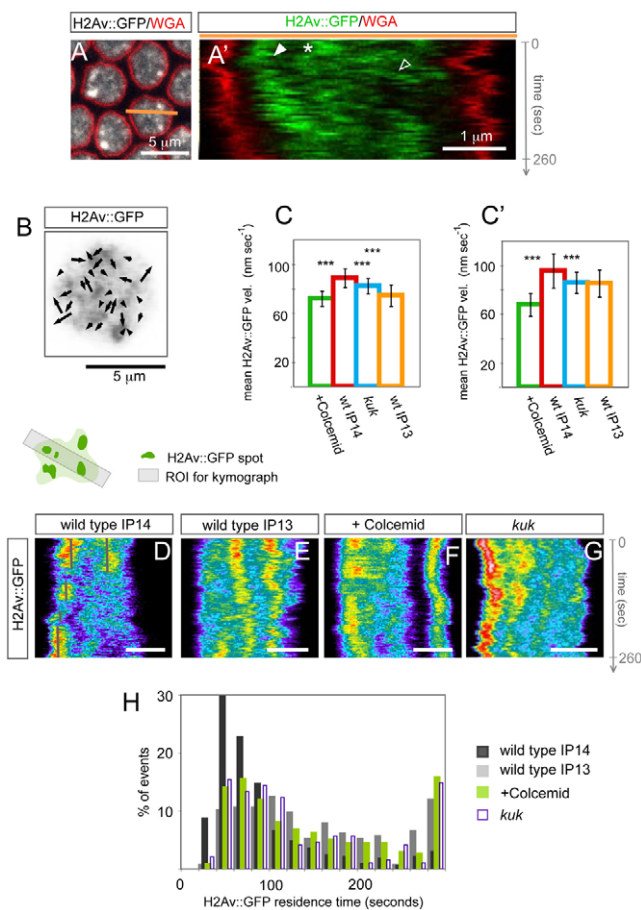 H2Av::GFP/WGA
H2Av::GFP/WGA
A
5 μm
A'
*
1 μm
0
time (sec)
260
B
H2Av::GFP
5 μm
C
mean H2Av::GFP vel. (nm sec-1)
100
60
20
***
***
***
+Colcemid
wt IP14
kuk
wt IP13
C'
mean H2Av::GFP vel. (nm sec-1)
100
60
20
***
***
+Colcemid
wt IP14
kuk
wt IP13
H2Av::GFP spot
ROI for kymograph
wild type IP14
wild type IP13
+ Colcemid
kuk
H2Av::GFP
D
E
F
G
0
time (sec)
260
H
% of events
30
20
10
0
100
200
H2Av::GFP residence time (seconds)
wild type IP14
wild type IP13
+Colcemid
kuk